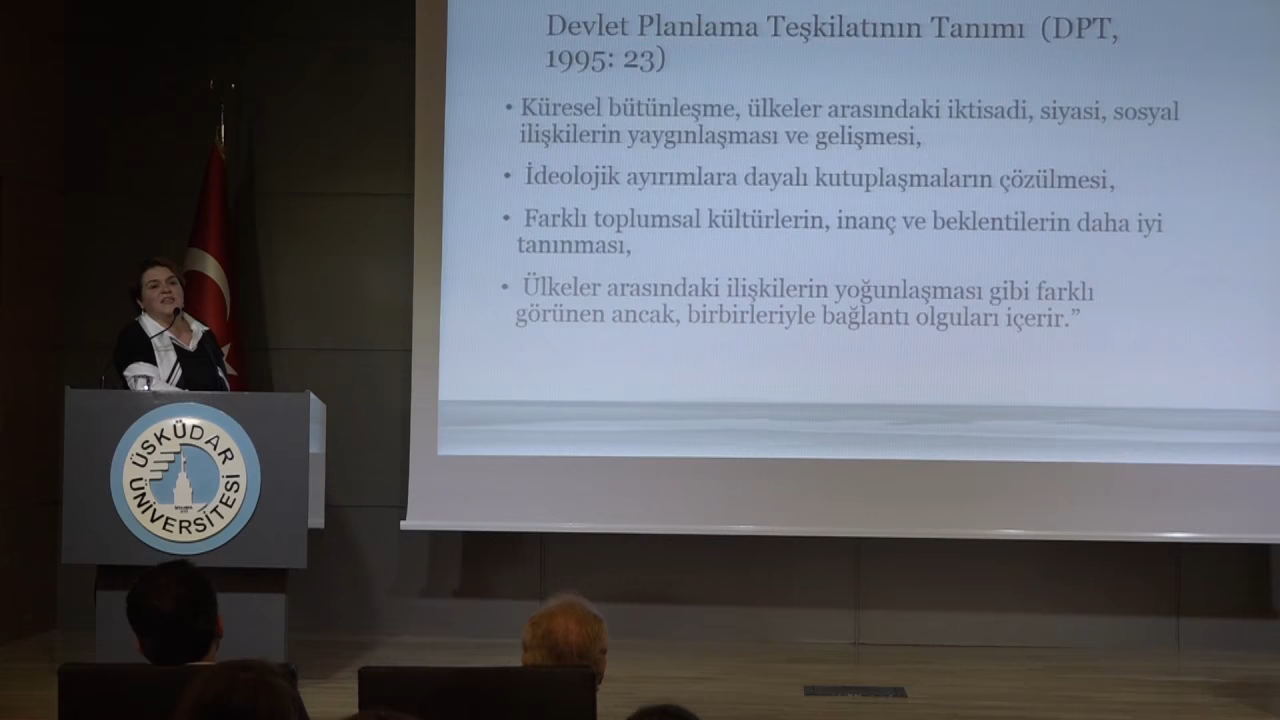 Devlet Planlama Teşkilatının Tanımı (DPT,
1995: 23)
• Küresel bütünleşme, ülkeler arasındaki iktisadi, siyasi, sosyal
ilişkilerin yaygınlaşması ve gelişmesi,
• İdeolojik ayırımlara dayalı kutuplaşmaların çözülmesi,
• Farklı toplumsal kültürlerin, inanç ve beklentilerin daha iyi
tanınması,
• Ülkeler arasındaki ilişkilerin yoğunlaşması gibi farklı
görünen ancak, birbirleriyle bağlantı olguları içerir.”
ÜSKÜDAR
ÜNİVERSİTESİ